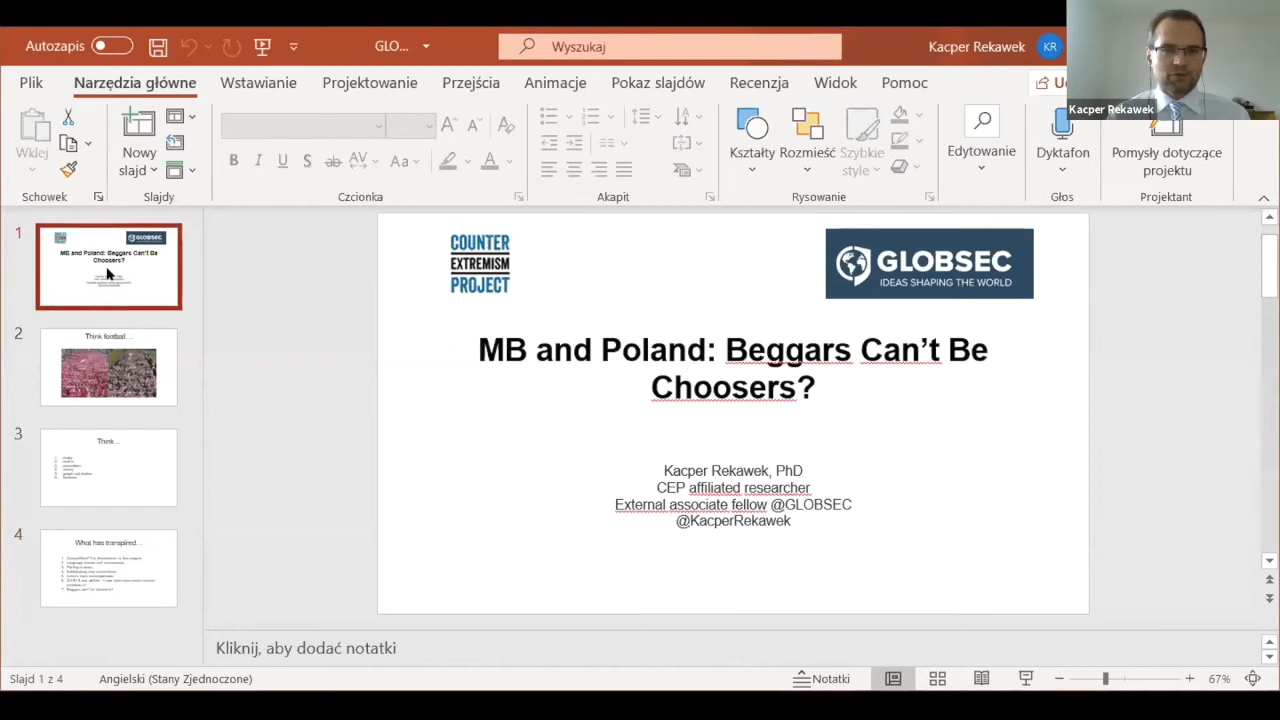 Autozapis
GLO...
Wyszukaj
Kacper Rekawek
KR
Plik
Narzędzia główne
Wstawianie
Projektowanie
Przejścia
Animacje
Pokaz slajdów
Recenzja
Widok
Pomoc
Kacper Rekawek
Wklej
Nowy
slajd
Kształty
Rozmieść
Szybkie
style
Edytowanie
Dyktafon
Pomysły dotyczące
projektu
Schowek
Slajdy
Czcionka
Akapit
Rysowanie
Głos
Projektant
1
GLOBSEC
MB and Poland: Beggars Can't Be
Choosers?
2
Think football...
3
Think...
4
What has transpired...
COUNTER
EXTREMISM
PROJECT
GLOBSEC
IDEAS SHAPING THE WORLD
MB and Poland: Beggars Can’t Be
Choosers?
Kacper Rekawek, PhD
CEP affiliated researcher
External associate fellow @GLOBSEC
@KacperRekawek
Kliknij, aby dodać notatki
Slajd 1 z 4
Angielski (Stany Zjednoczone)
Notatki
67%